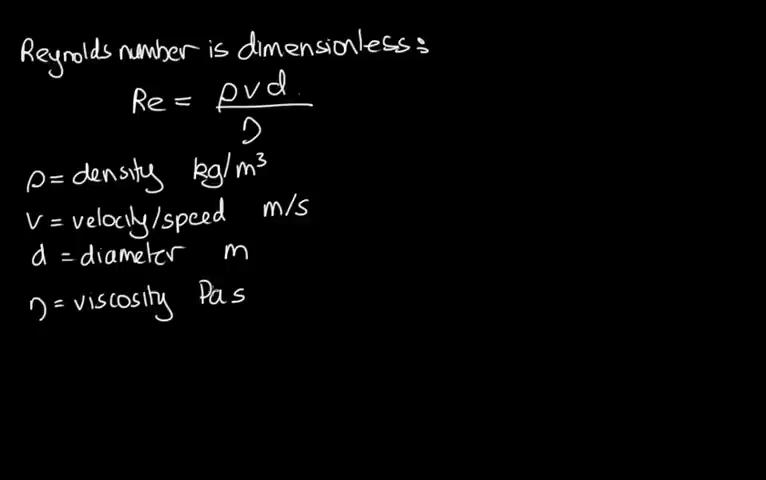 Reynolds number is dimensionless:
Re = ρvd / η
ρ = density kg/m³
v = velocity/speed m/s
d = diameter m
η = viscosity Pa s